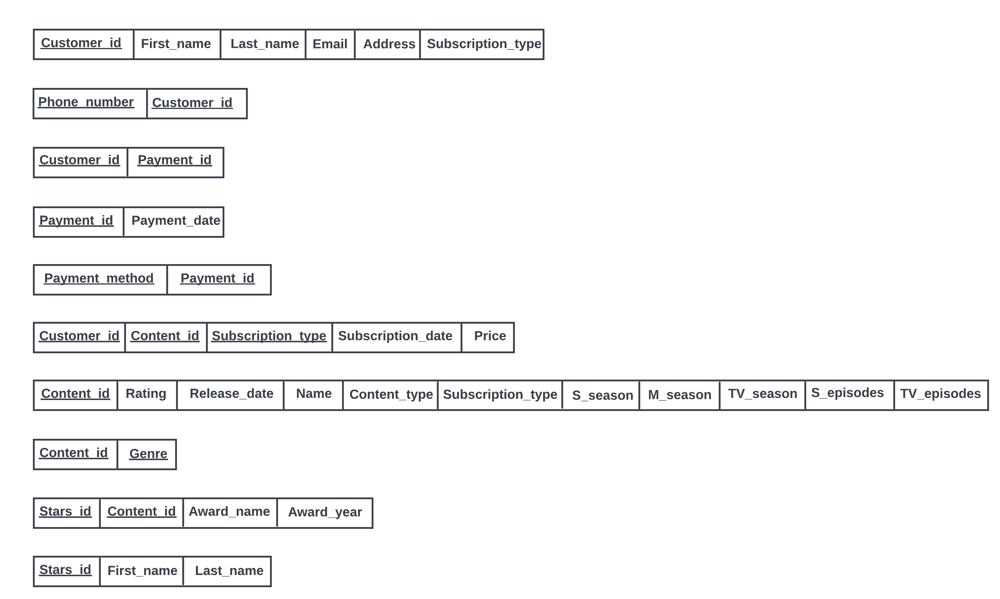 Customer_id First_name Last_name Email Address Subscription_type
Phone_number Customer_id
Customer_id Payment_id
Payment_id Payment_date
Payment_method Payment_id
Customer_id Content_id Subscription_type Subscription_date Price
Content_id Rating Release_date Name Content_type Subscription_type S_season M_season TV_season S_episodes TV_episodes
Content_id Genre
Stars_id Content_id Award_name Award_year
Stars_id First_name Last_name